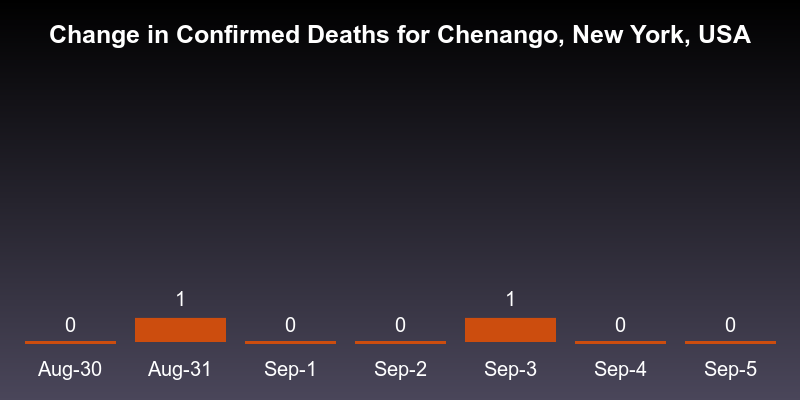 Change in Confirmed Deaths for Chenango, New York, USA
1 1
0 0 0 0 0
Aug-30 Aug-31 Sep-1 Sep-2 Sep-3 Sep-4 Sep-5